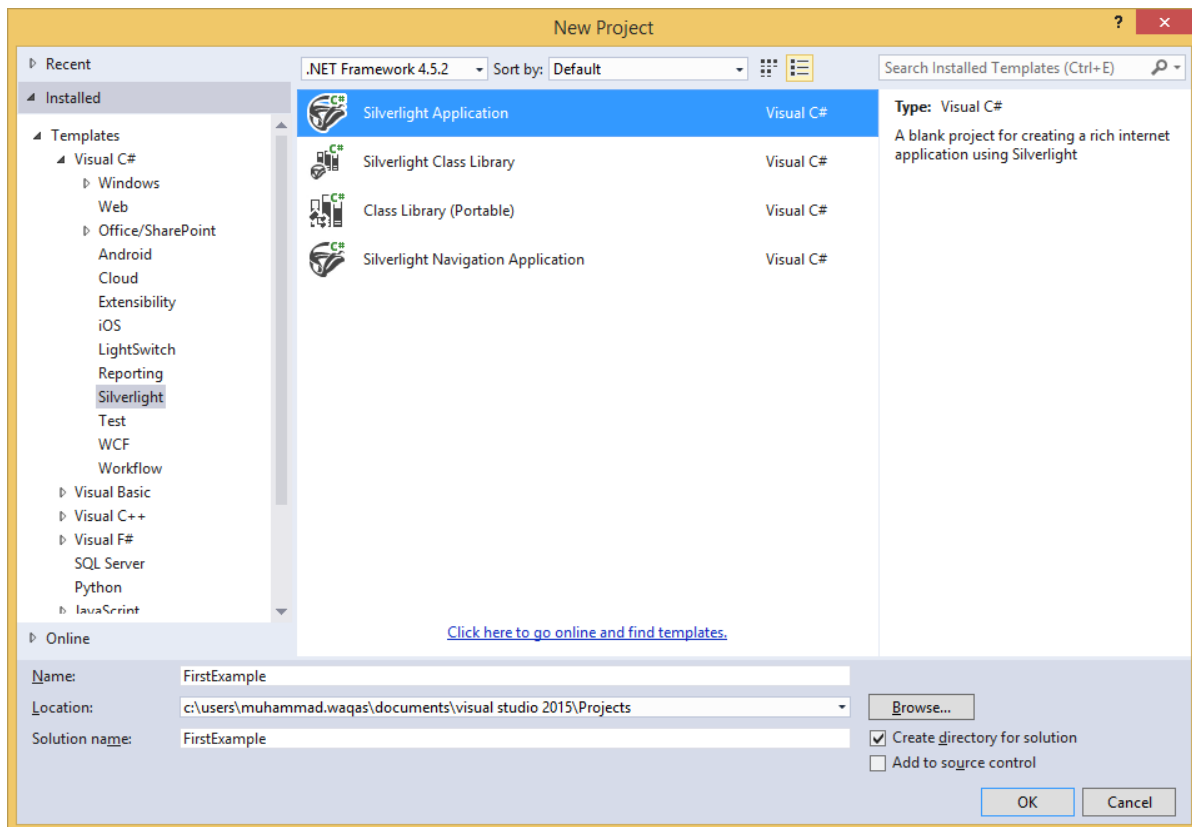 New Project
?
Recent
Installed
Templates
Visual C#
Windows
Web
Office/SharePoint
Android
Cloud
Extensibility
iOS
LightSwitch
Reporting
Silverlight
Test
WCF
Workflow
Visual Basic
Visual C++
Visual F#
SQL Server
Python
JavaScript
Online
.NET Framework 4.5.2 Sort by: Default
Search Installed Templates (Ctrl+E)
C# Silverlight Application Visual C#
C# Silverlight Class Library Visual C#
C# Class Library (Portable) Visual C#
C# Silverlight Navigation Application Visual C#
Click here to go online and find templates.
Type: Visual C#
A blank project for creating a rich internet
application using Silverlight
Name: FirstExample
Location: c:\users\muhammad.waqas\documents\visual studio 2015\Projects Browse...
Solution name: FirstExample Create directory for solution
Add to source control
OK Cancel